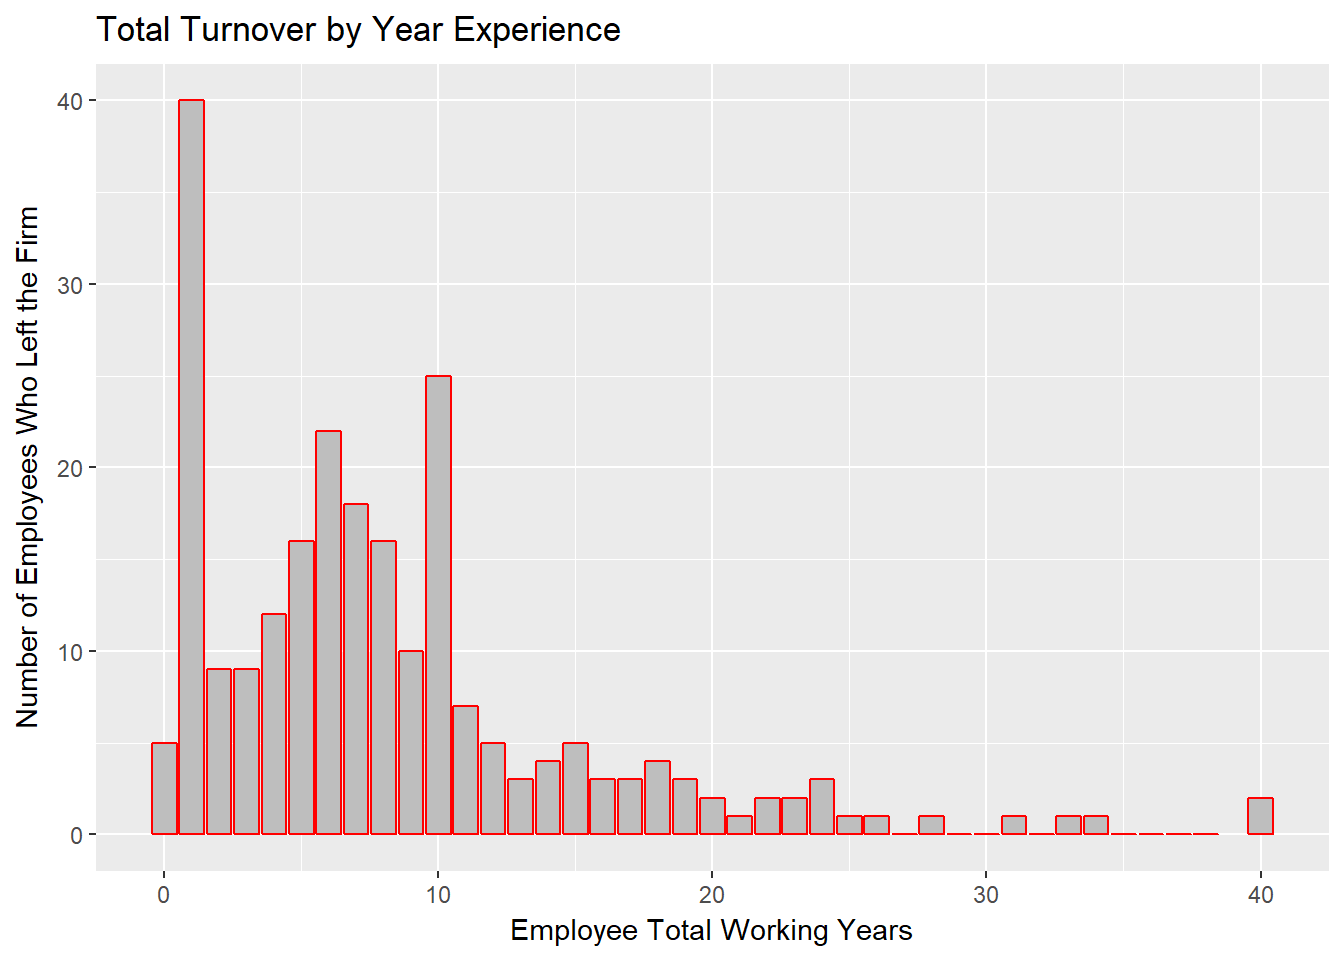 Total Turnover by Year Experience
Number of Employees Who Left the Firm
40
30
20
10
0
0 10 20 30 40
Employee Total Working Years